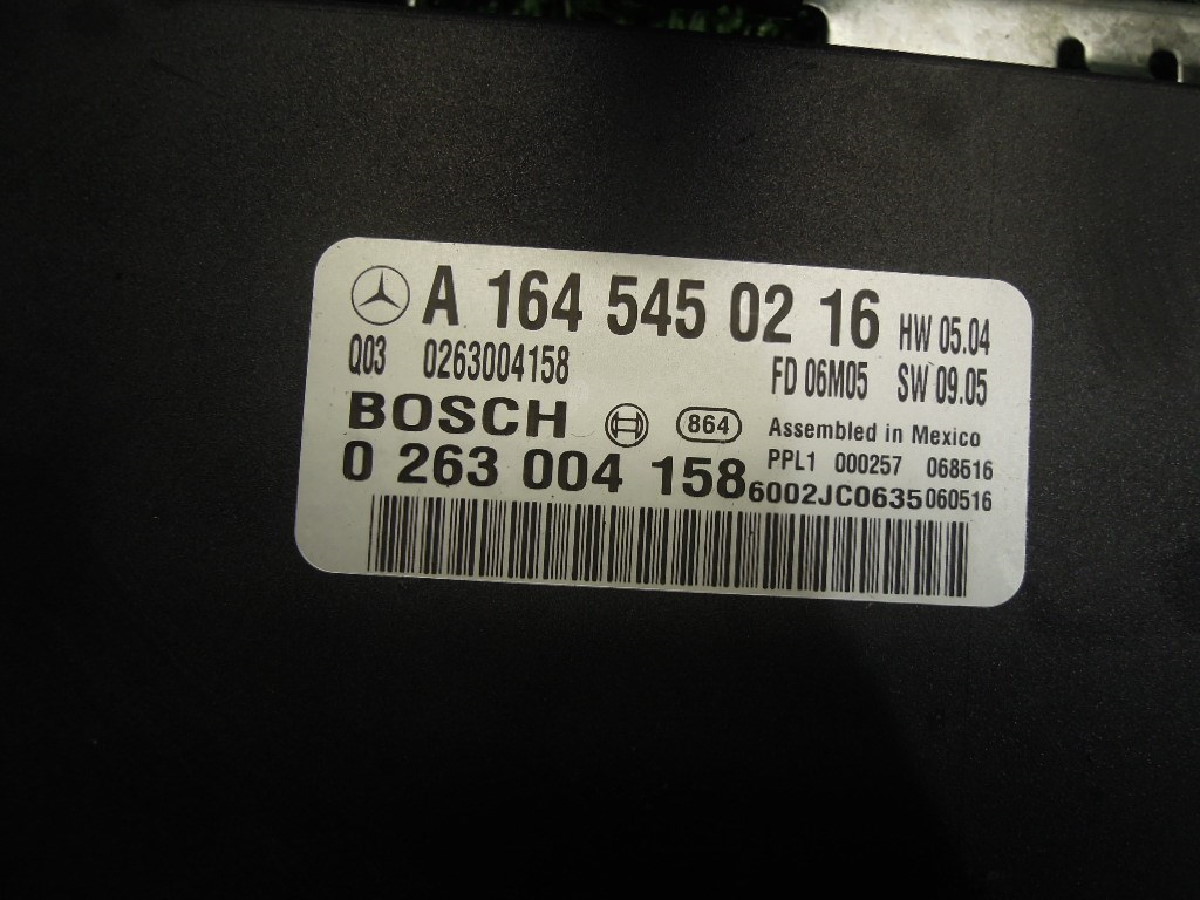 A 164 545 02 16 HW 05.04
Q03 0263004158 FD 06M05 SW 09.05
BOSCH 864 Assembled in Mexico
PPL1 000257 068616
0 263 004 158 6002JC0635 060516